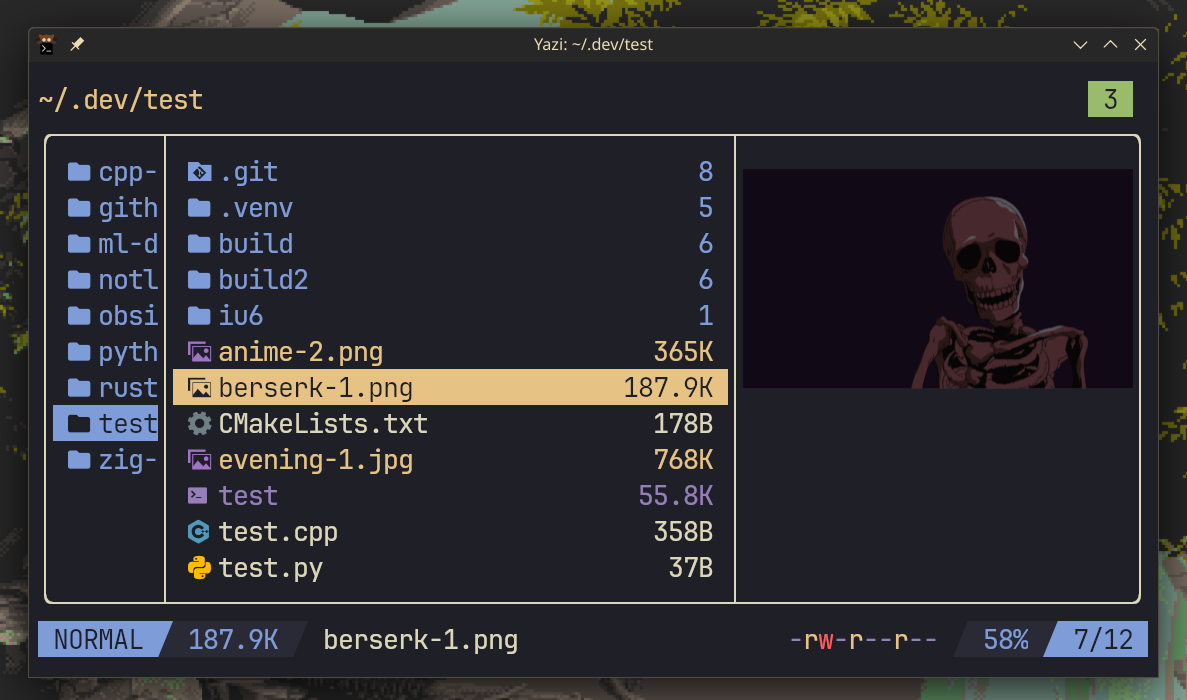 Yazi: ~/.dev/test
~/.dev/test 3
cpp- .git 8
gith .venv 5
ml-d build 6
notl build2 6
obsi iu6 1
pyth anime-2.png 365K
rust berserk-1.png 187.9K
test CMakeLists.txt 178B
zig- evening-1.jpg 768K
test 55.8K
test.cpp 358B
test.py 37B
NORMAL 187.9K berserk-1.png -rw-r--r-- 58% 7/12